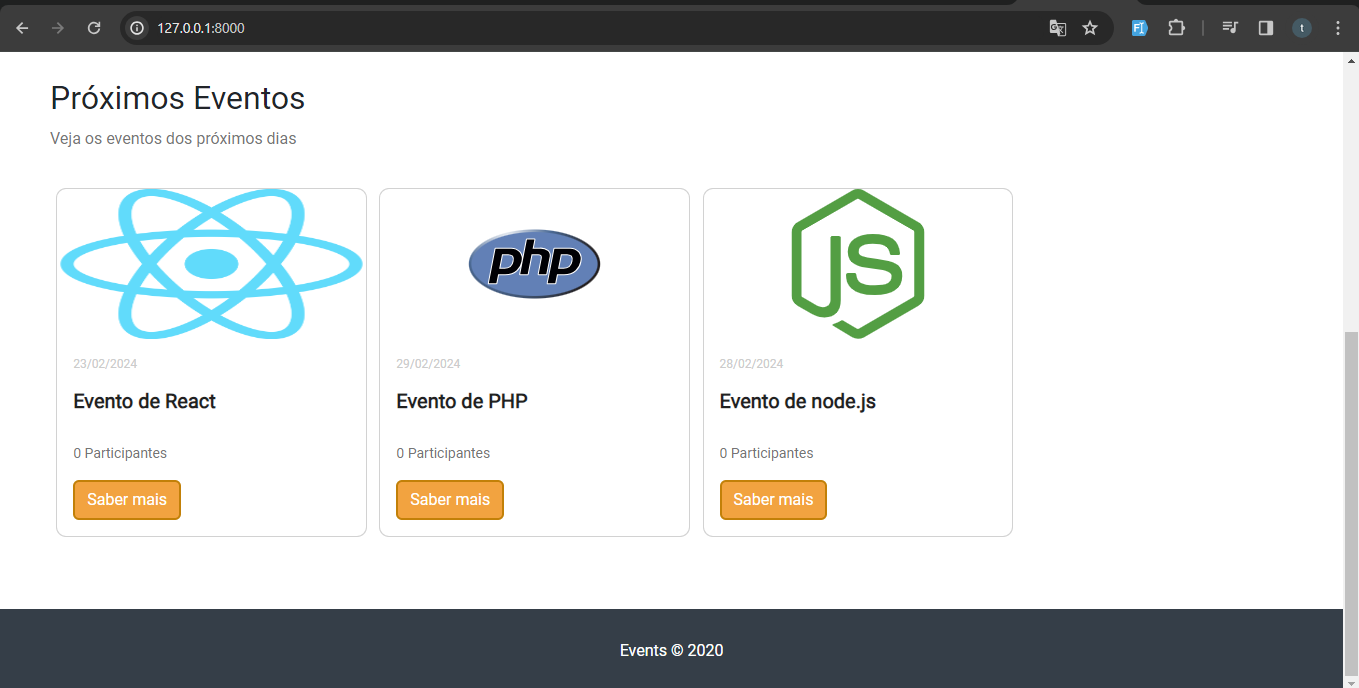 127.0.0.1:8000
FI
t
Próximos Eventos
Veja os eventos dos próximos dias
php
JS
23/02/2024
29/02/2024
28/02/2024
Evento de React
Evento de PHP
Evento de node.js
0 Participantes
0 Participantes
0 Participantes
Saber mais
Saber mais
Saber mais
Events © 2020